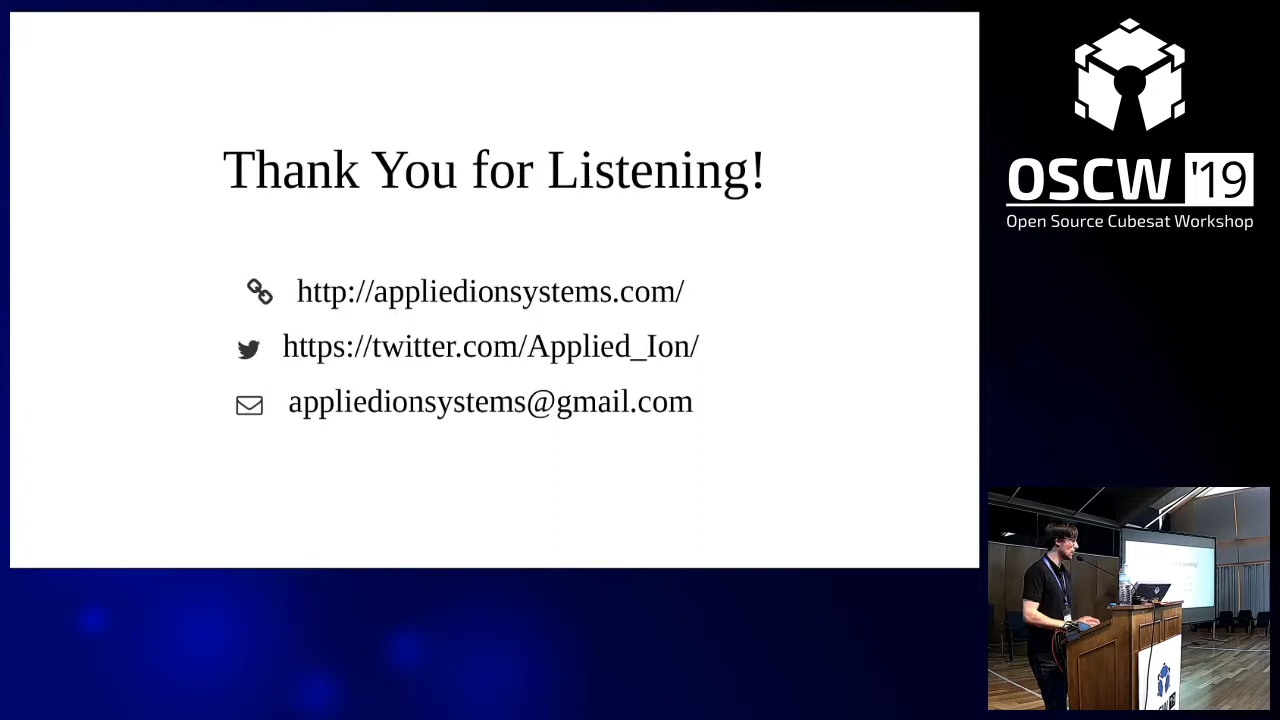 Thank You for Listening!
http://appliedionsystems.com/
https://twitter.com/Applied_Ion/
appliedionsystems@gmail.com
OSCW '19
Open Source Cubesat Workshop